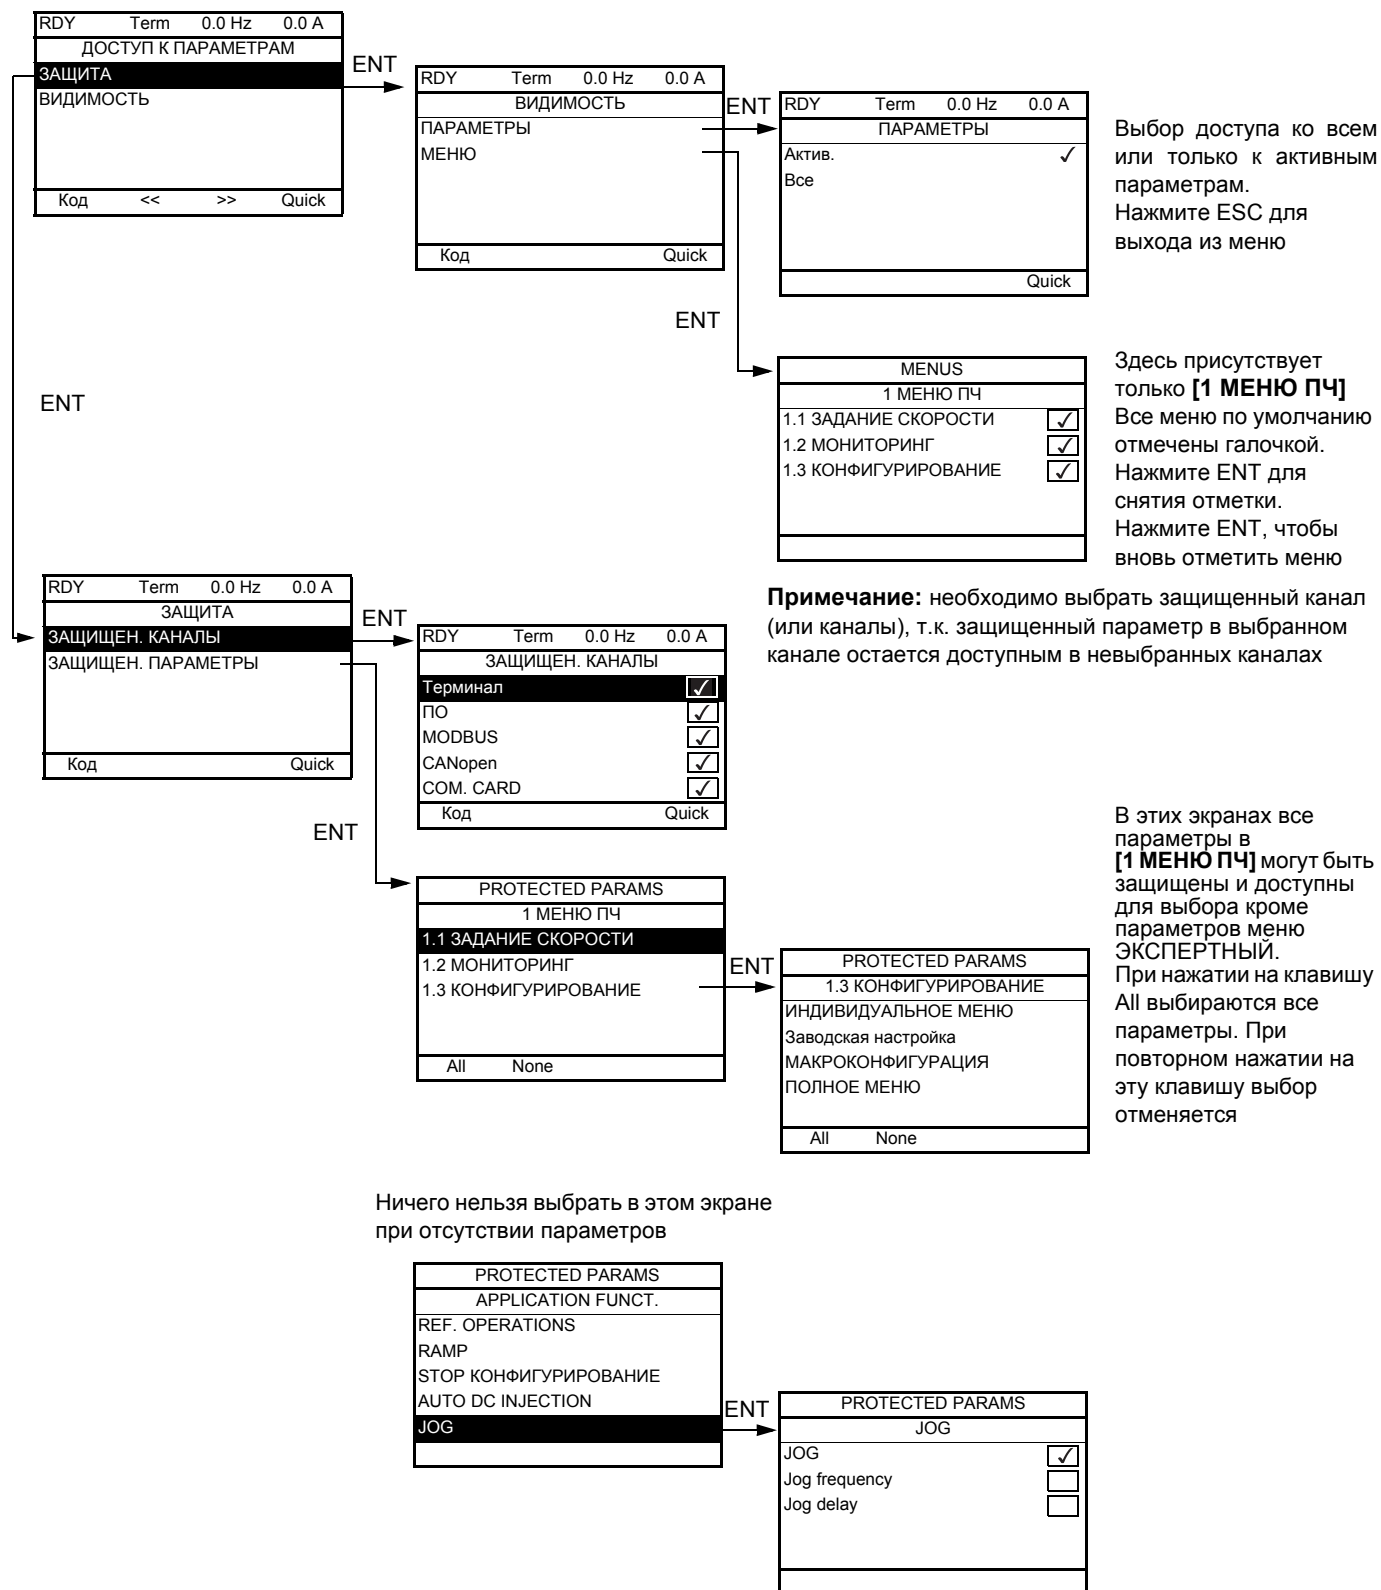 RDY Term 0.0 Hz 0.0 A
ДОСТУП К ПАРАМЕТРАМ
ЗАЩИТА
ВИДИМОСТЬ
Код << >> Quick
ENT
RDY Term 0.0 Hz 0.0 A
ВИДИМОСТЬ
ПАРАМЕТРЫ
МЕНЮ
Код Quick
ENT
RDY Term 0.0 Hz 0.0 A
ПАРАМЕТРЫ
Актив. ✓
Все
Quick
Выбор доступа ко всем
или только к активным
параметрам.
Нажмите ESC для
выхода из меню
ENT
MENUS
1 МЕНЮ ПЧ
1.1 ЗАДАНИЕ СКОРОСТИ ✓
1.2 МОНИТОРИНГ ✓
1.3 КОНФИГУРИРОВАНИЕ ✓
Здесь присутствует
только [1 МЕНЮ ПЧ]
Все меню по умолчанию
отмечены галочкой.
Нажмите ENT для
снятия отметки.
Нажмите ENT, чтобы
вновь отметить меню
ENT
RDY Term 0.0 Hz 0.0 A
ЗАЩИТА
ЗАЩИЩЕН. КАНАЛЫ
ЗАЩИЩЕН. ПАРАМЕТРЫ
Код Quick
ENT
RDY Term 0.0 Hz 0.0 A
ЗАЩИЩЕН. КАНАЛЫ
Терминал ✓
ПО ✓
MODBUS ✓
CANopen ✓
COM. CARD ✓
Код Quick
Примечание: необходимо выбрать защищенный канал
(или каналы), т.к. защищенный параметр в выбранном
канале остается доступным в невыбранных каналах
ENT
PROTECTED PARAMS
1 МЕНЮ ПЧ
1.1 ЗАДАНИЕ СКОРОСТИ
1.2 МОНИТОРИНГ
1.3 КОНФИГУРИРОВАНИЕ
All None
ENT
PROTECTED PARAMS
1.3 КОНФИГУРИРОВАНИЕ
ИНДИВИДУАЛЬНОЕ МЕНЮ
Заводская настройка
МАКРОКОНФИГУРАЦИЯ
ПОЛНОЕ МЕНЮ
All None
В этих экранах все
параметры в
[1 МЕНЮ ПЧ] могут быть
защищены и доступны
для выбора кроме
параметров меню
ЭКСПЕРТНЫЙ.
При нажатии на клавишу
All выбираются все
параметры. При
повторном нажатии на
эту клавишу выбор
отменяется
Ничего нельзя выбрать в этом экране
при отсутствии параметров
PROTECTED PARAMS
APPLICATION FUNCT.
REF. OPERATIONS
RAMP
STOP КОНФИГУРИРОВАНИЕ
AUTO DC INJECTION
JOG
ENT
PROTECTED PARAMS
JOG
JOG ✓
Jog frequency
Jog delay